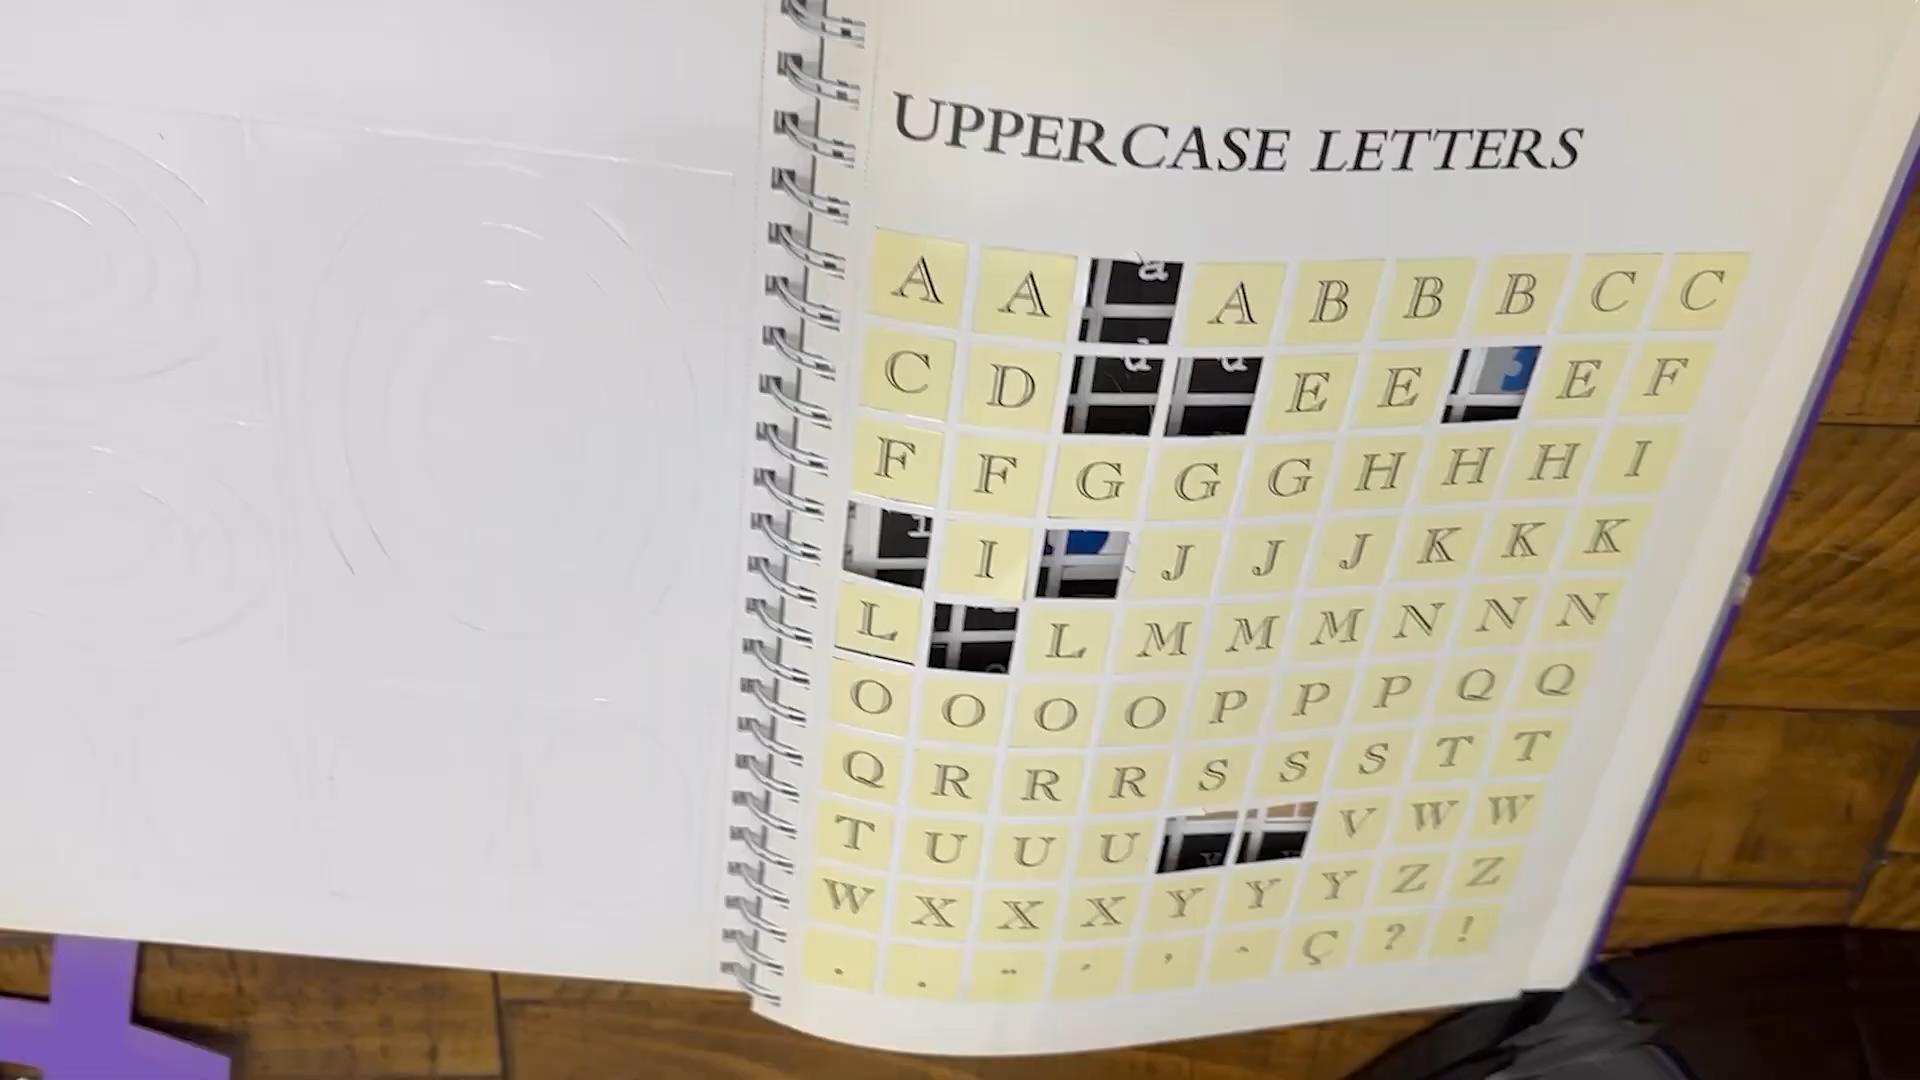 UPPERCASE LETTERS
A A a A B B B C C
C D d d E E E F
F F G G G H H H I
I J J J K K K
L L M M M N N N
O O O O P P P Q Q
Q R R R S S S T T
T U U U V W W
W X X X Y Y Y Z Z
. . ¨ ´ , ^ Ç ? !